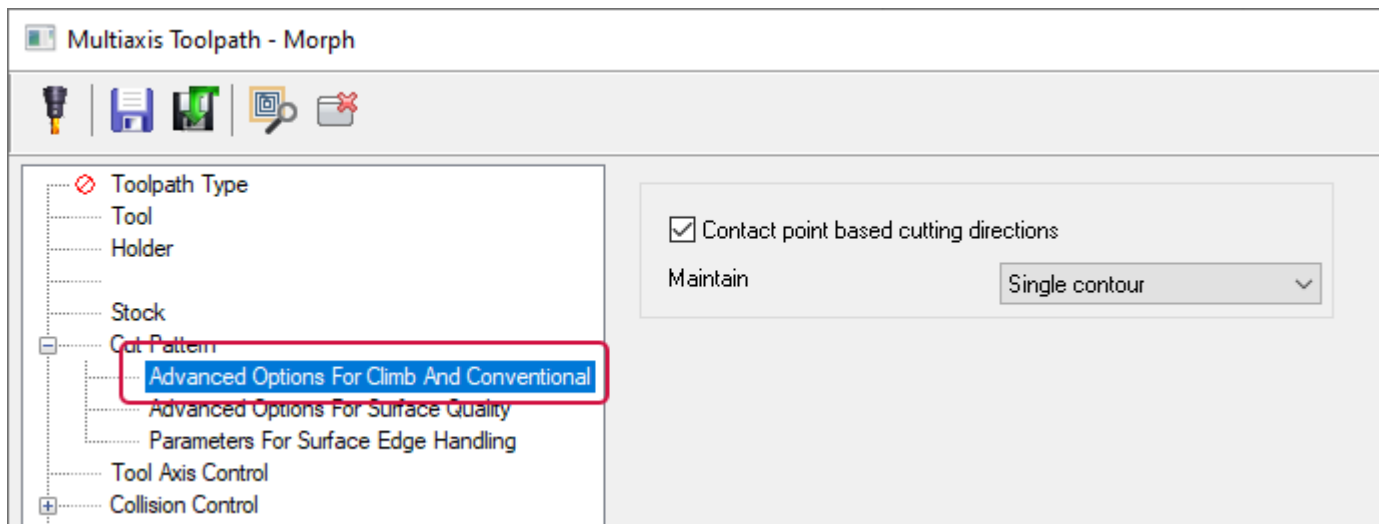 Multiaxis Toolpath - Morph
Toolpath Type
Tool
Holder
Stock
Cut Pattern
Advanced Options For Climb And Conventional
Advanced Options For Surface Quality
Parameters For Surface Edge Handling
Tool Axis Control
Collision Control
Contact point based cutting directions
Maintain
Single contour